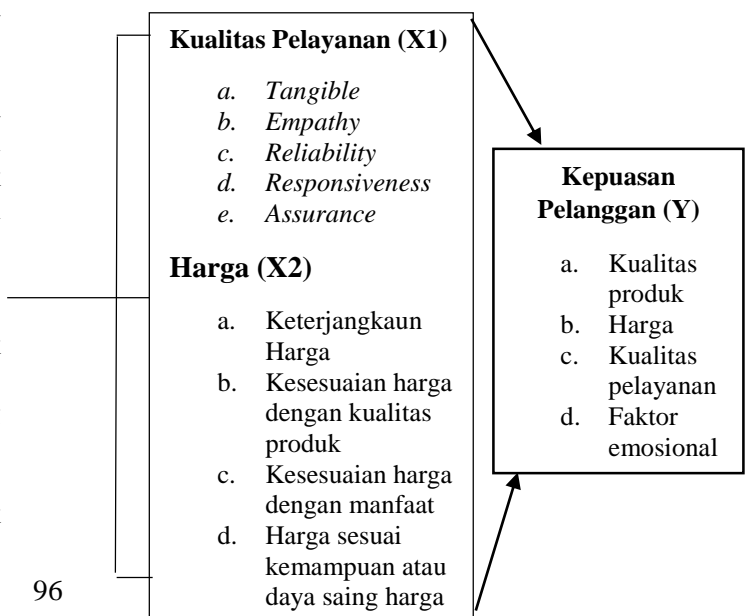 Kualitas Pelayanan (X1)
a. Tangible
b. Empathy
c. Reliability
d. Responsiveness
e. Assurance
Harga (X2)
a. Keterjangkaun
Harga
b. Kesesuaian harga
dengan kualitas
produk
c. Kesesuaian harga
dengan manfaat
d. Harga sesuai
kemampuan atau
daya saing harga
Kepuasan
Pelanggan (Y)
a. Kualitas
produk
b. Harga
c. Kualitas
pelayanan
d. Faktor
emosional
96